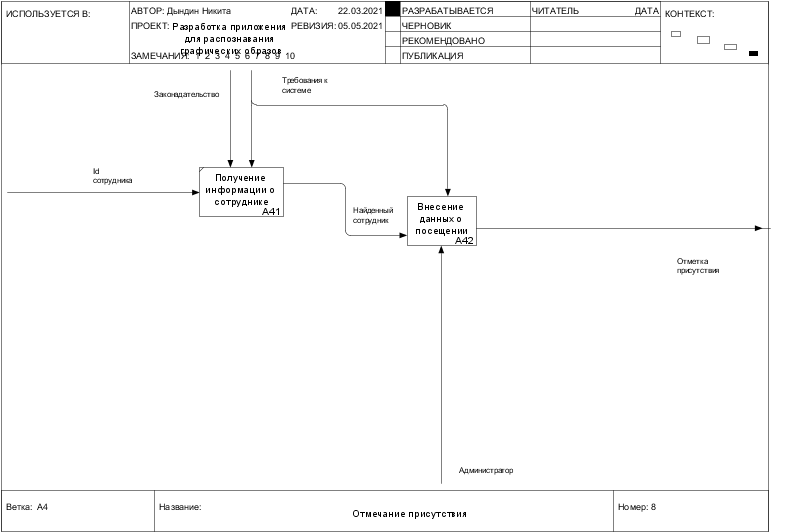 ИСПОЛЬЗУЕТСЯ В:
АВТОР: Дындин Никита
ДАТА: 22.03.2021
ПРОЕКТ: Разработка приложения
для распознавания
графических образов
РЕВИЗИЯ: 05.05.2021
ЗАМЕЧАНИЯ: 1 2 3 4 5 6 7 8 9 10
РАЗРАБАТЫВАЕТСЯ
ЧЕРНОВИК
РЕКОМЕНДОВАНО
ПУБЛИКАЦИЯ
ЧИТАТЕЛЬ ДАТА
КОНТЕКСТ:
Требования к
системе
Законадательство
Id
сотрудника
Получение
информации о
сотруднике
A41
Найденный
сотрудник
Внесение
данных о
посещении
A42
Отметка
присутствия
Администратор
Ветка: A4
Название:
Отмечание присутствия
Номер: 8